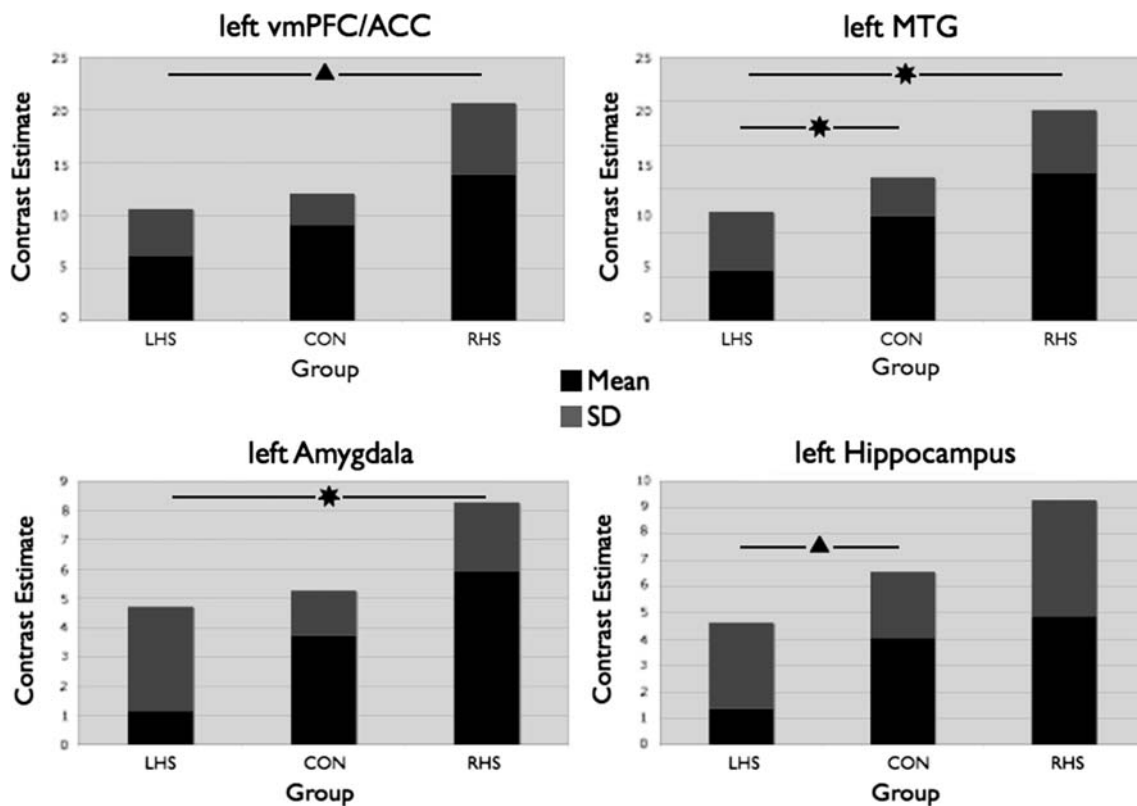 left vmPFC/ACC
25
20
15
10
5
0
Contrast Estimate
LHS CON RHS
Group
left MTG
25
20
15
10
5
0
Contrast Estimate
LHS CON RHS
Group
Mean
SD
left Amygdala
9
8
7
6
5
4
3
2
1
0
Contrast Estimate
LHS CON RHS
Group
left Hippocampus
10
9
8
7
6
5
4
3
2
1
0
Contrast Estimate
LHS CON RHS
Group